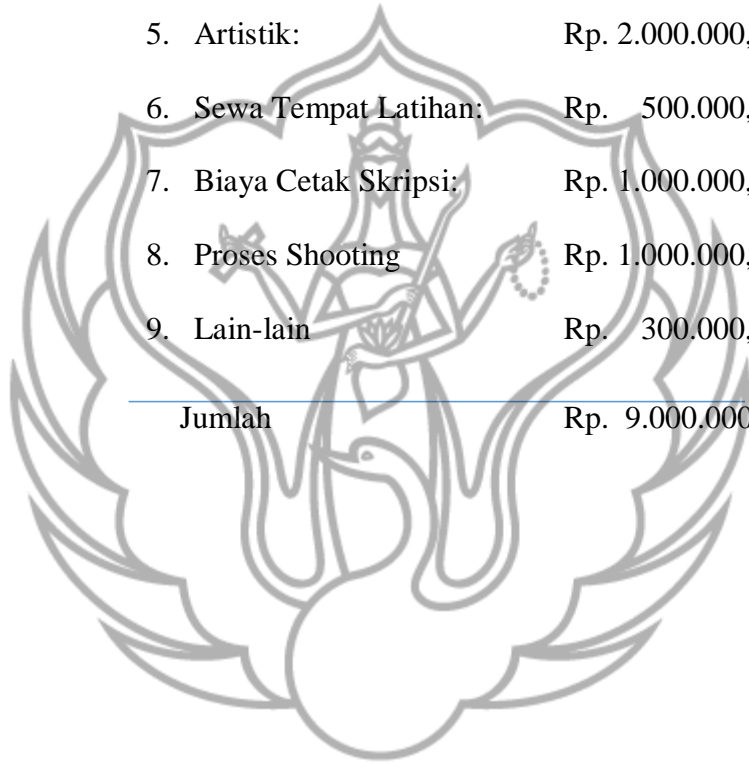 5. Artistik: Rp. 2.000.000,
6. Sewa Tempat Latihan: Rp. 500.000,
7. Biaya Cetak Skripsi: Rp. 1.000.000,
8. Proses Shooting Rp. 1.000.000,
9. Lain-lain Rp. 300.000,
Jumlah Rp. 9.000.000